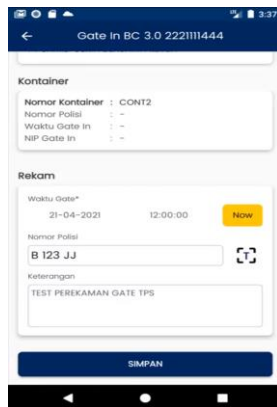 3:37
Gate In BC 3.0 2221111444
Kontainer
Nomor Kontainer : CONT2
Nomor Polisi : -
Waktu Gate In : -
NIP Gate In : -
Rekam
Waktu Gate*
21-04-2021 12:00:00 Now
Nomor Polisi
B 123 JJ
T
Keterangan
TEST PEREKAMAN GATE TPS
SIMPAN